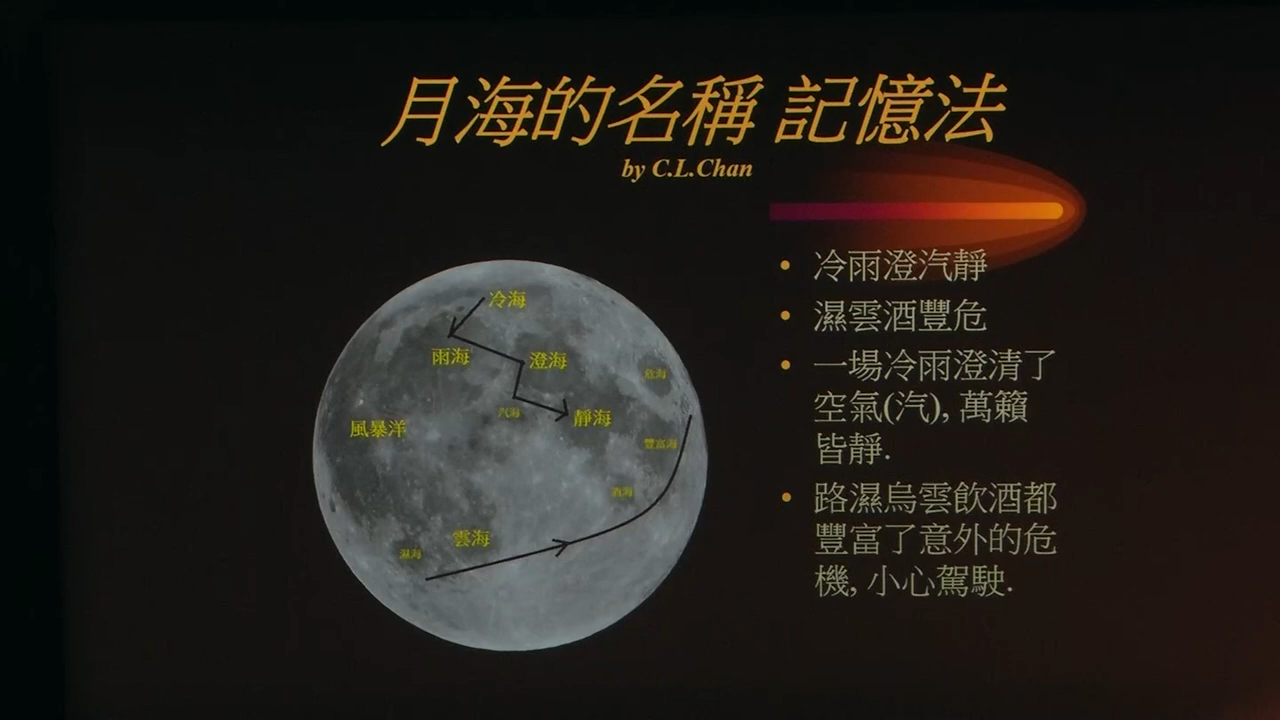 月海的名稱 記憶法
by C.L.Chan
冷海
雨海
澄海
危海
汽海
靜海
風暴洋
豐富海
酒海
雲海
濕海
• 冷雨澄汽靜
• 濕雲酒豐危
• 一場冷雨澄清了
空氣(汽), 萬籟
皆靜.
• 路濕烏雲飲酒都
豐富了意外的危
機, 小心駕駛.